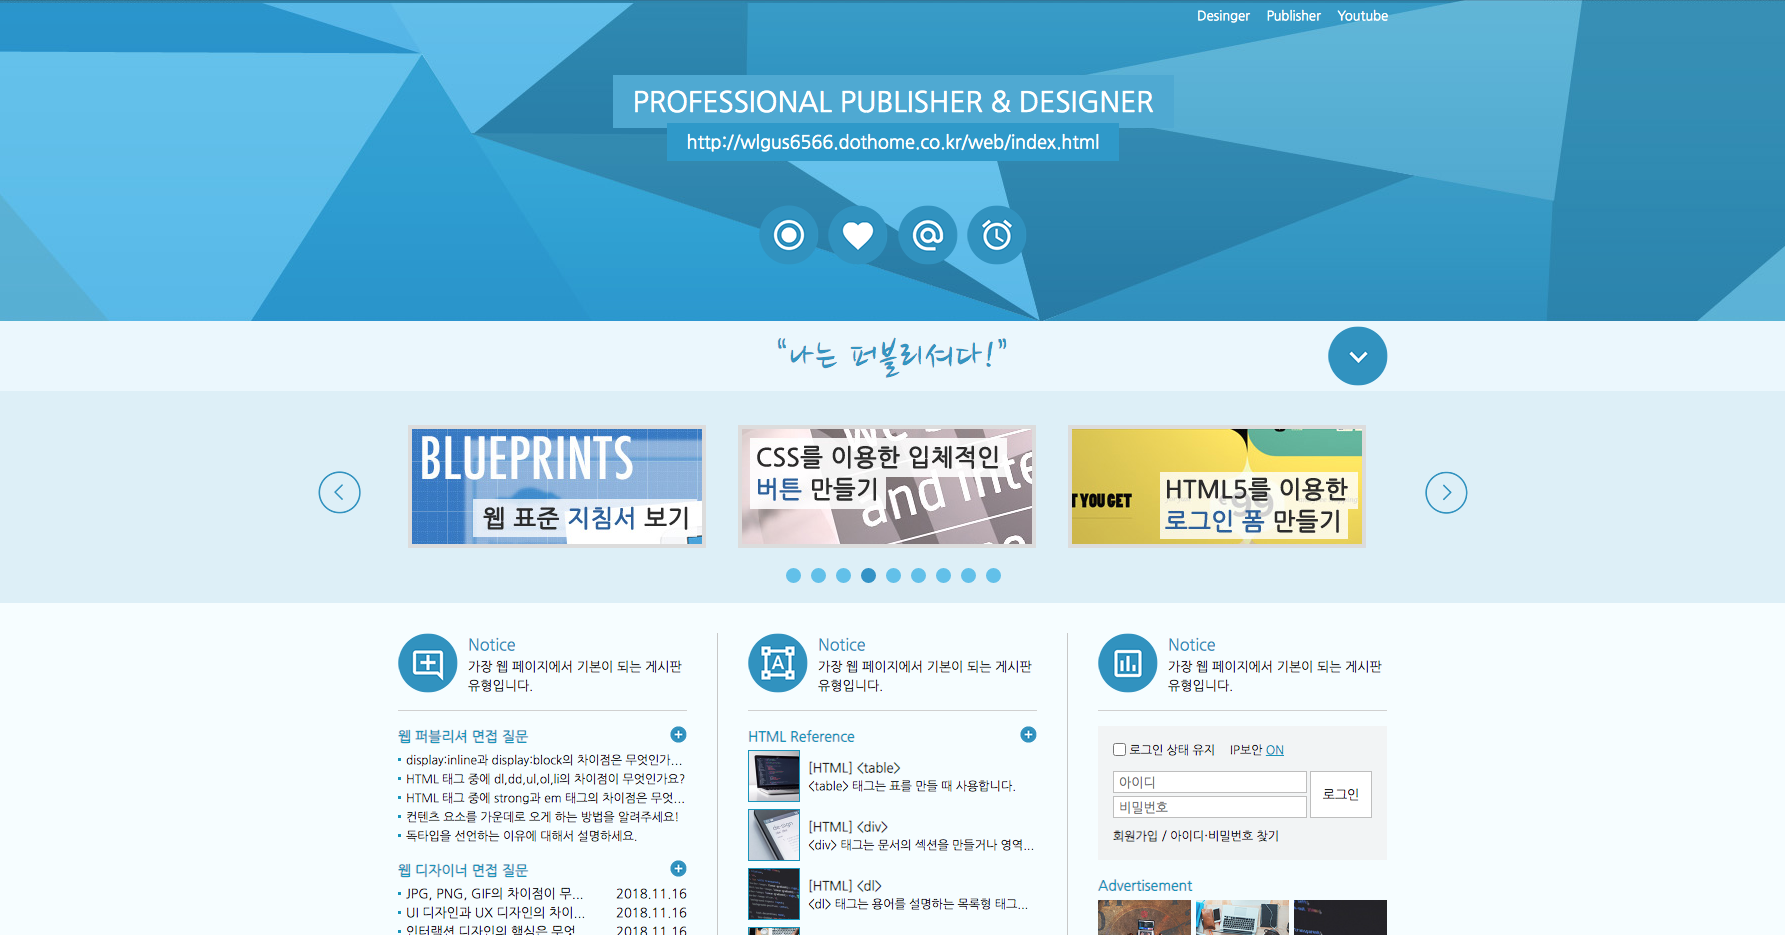 Desinger Publisher Youtube
PROFESSIONAL PUBLISHER & DESIGNER
http://wlgus6566.dothome.co.kr/web/index.html
“나는 퍼블리셔다!”
BLUEPRINTS
웹 표준 지침서 보기
CSS를 이용한 입체적인
버튼 만들기
and inte
T YOU GET
HTML5를 이용한
로그인 폼 만들기
Notice
가장 웹 페이지에서 기본이 되는 게시판
유형입니다.
웹 퍼블리셔 면접 질문
display:inline과 display:block의 차이점은 무엇인가...
HTML 태그 중에 dl,dd,ul,ol,li의 차이점이 무엇인가요?
HTML 태그 중에 strong과 em 태그의 차이점은 무엇...
컨텐츠 요소를 가운데로 오게 하는 방법을 알려주세요!
독타입을 선언하는 이유에 대해서 설명하세요.
웹 디자이너 면접 질문
JPG, PNG, GIF의 차이점이 무... 2018.11.16
UI 디자인과 UX 디자인의 차이... 2018.11.16
인터랙션 디자인의 핵심은 무엇 2018.11.16
Notice
가장 웹 페이지에서 기본이 되는 게시판
유형입니다.
HTML Reference
[HTML] <table>
<table> 태그는 표를 만들 때 사용합니다.
[HTML] <div>
<div> 태그는 문서의 섹션을 만들거나 영역...
[HTML] <dl>
<dl> 태그는 용어를 설명하는 목록형 태그...
Notice
가장 웹 페이지에서 기본이 되는 게시판
유형입니다.
로그인 상태 유지 IP보안 ON
아이디
비밀번호
로그인
회원가입 / 아이디·비밀번호 찾기
Advertisement